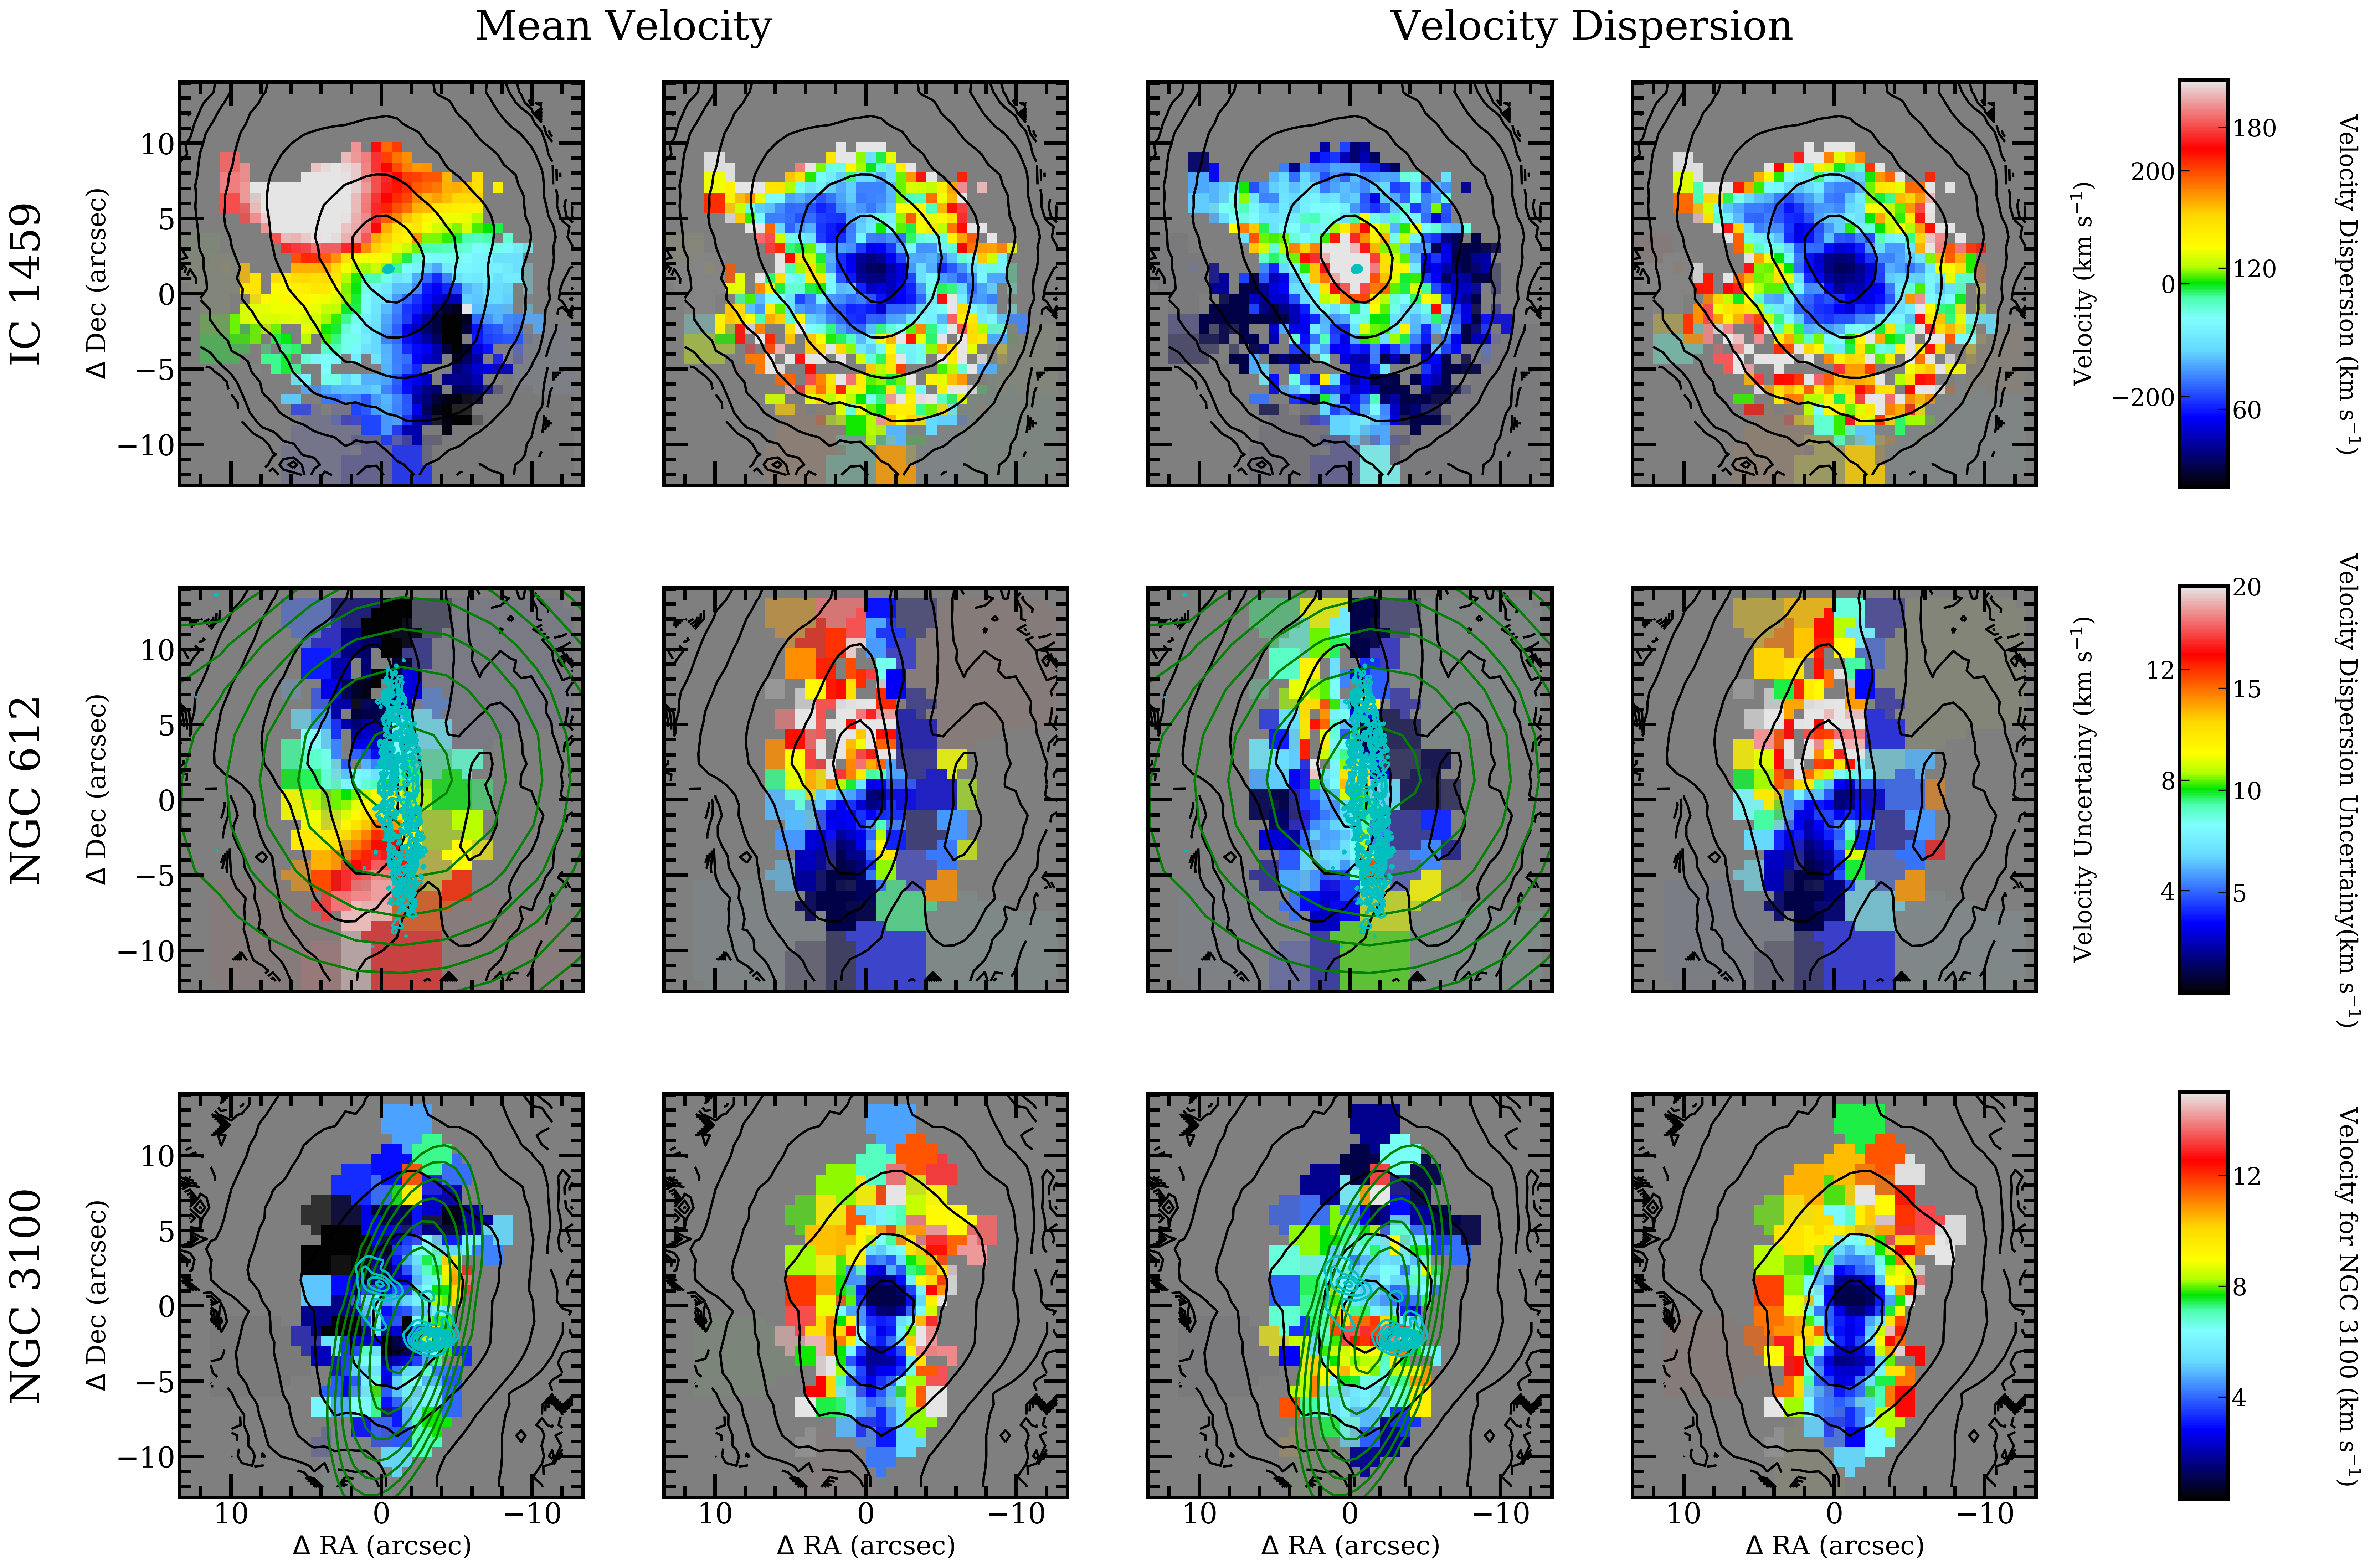 Mean Velocity
Velocity Dispersion
IC 1459
Δ Dec (arcsec)
10
5
0
−5
−10
200
0
−200
Velocity (km s−1)
180
120
60
Velocity Dispersion (km s−1)
NGC 612
Δ Dec (arcsec)
10
5
0
−5
−10
Velocity Uncertainy (km s−1)
12
8
4
20
15
10
5
Velocity Dispersion Uncertainy(km s−1)
NGC 3100
Δ Dec (arcsec)
10
5
0
−5
−10
12
8
4
Velocity for NGC 3100 (km s−1)
10 0 −10
10 0 −10
10 0 −10
10 0 −10
Δ RA (arcsec)
Δ RA (arcsec)
Δ RA (arcsec)
Δ RA (arcsec)